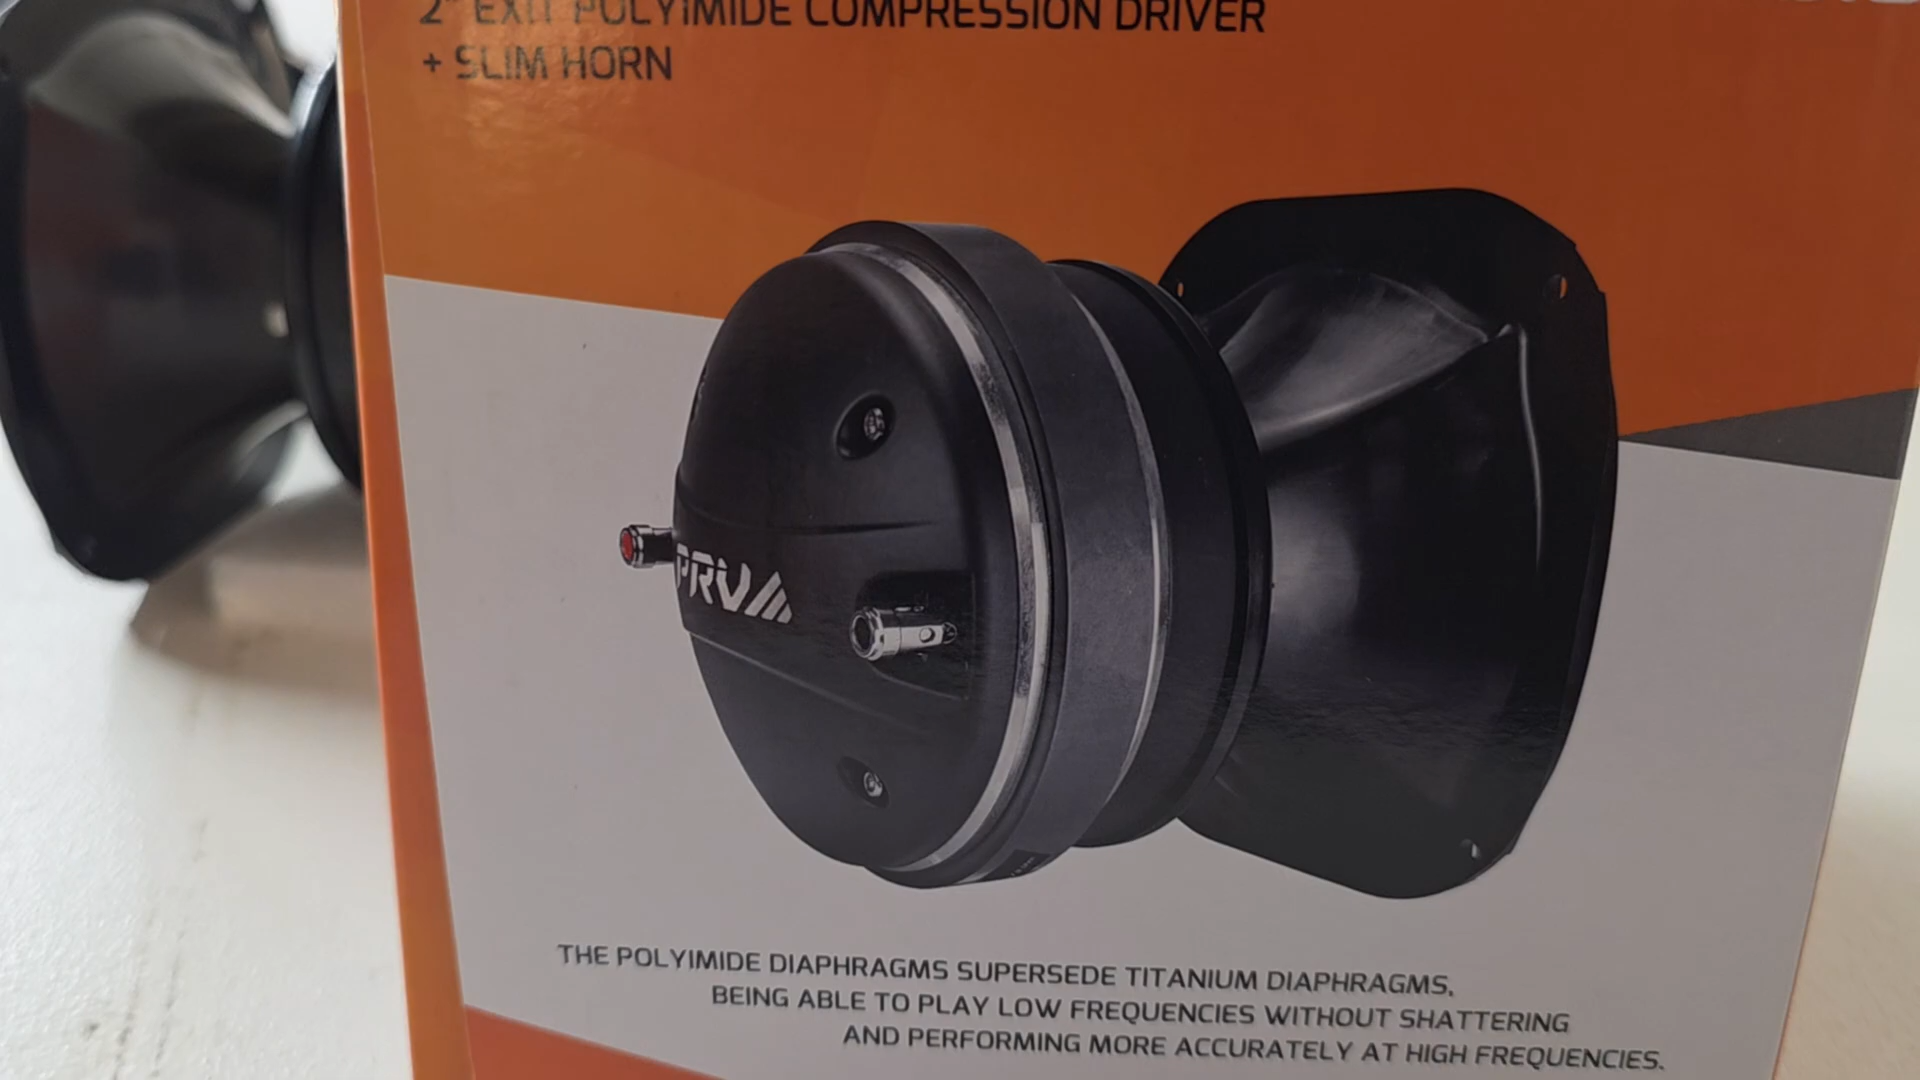 2" EXIT POLYIMIDE COMPRESSION DRIVER
+ SLIM HORN
PRV
THE POLYIMIDE DIAPHRAGMS SUPERSEDE TITANIUM DIAPHRAGMS,
BEING ABLE TO PLAY LOW FREQUENCIES WITHOUT SHATTERING
AND PERFORMING MORE ACCURATELY AT HIGH FREQUENCIES.